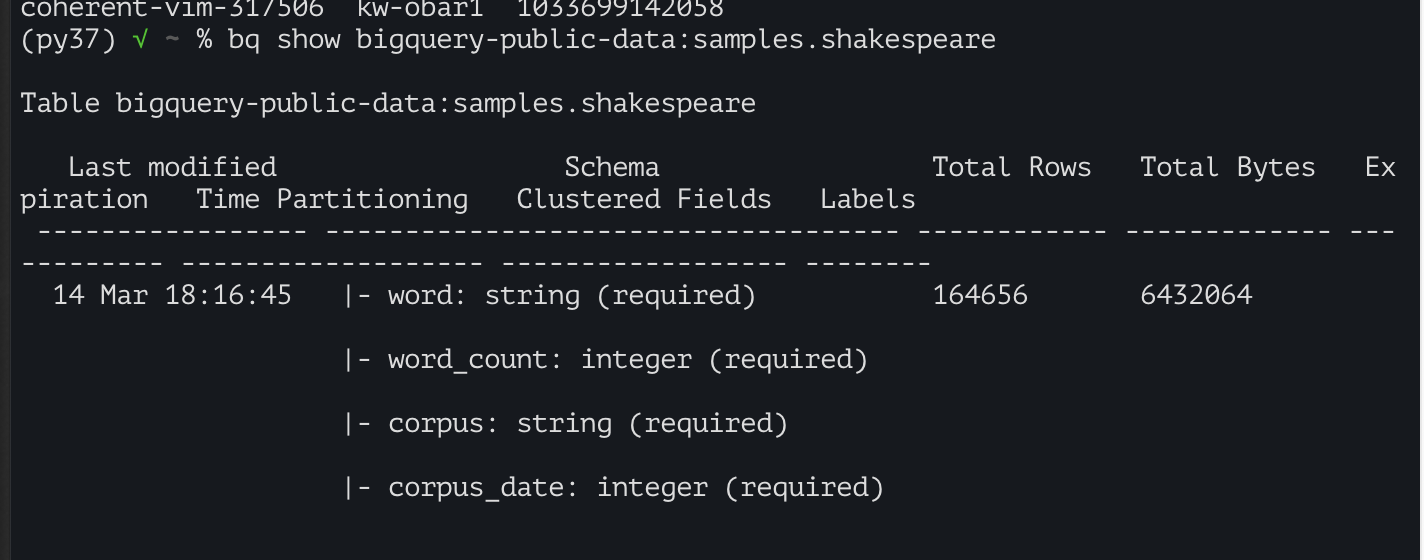 coherent-vim-317506  kw-obar1  1033699142058
(py37) √ ~ % bq show bigquery-public-data:samples.shakespeare
Table bigquery-public-data:samples.shakespeare
   Last modified                  Schema                 Total Rows   Total Bytes   Ex
piration   Time Partitioning   Clustered Fields   Labels
 ----------------- ------------------------------------ ------------ ------------- ---
--------- ------------------- ------------------ --------
  14 Mar 18:16:45   |- word: string (required)           164656       6432064
                    |- word_count: integer (required)
                    |- corpus: string (required)
                    |- corpus_date: integer (required)